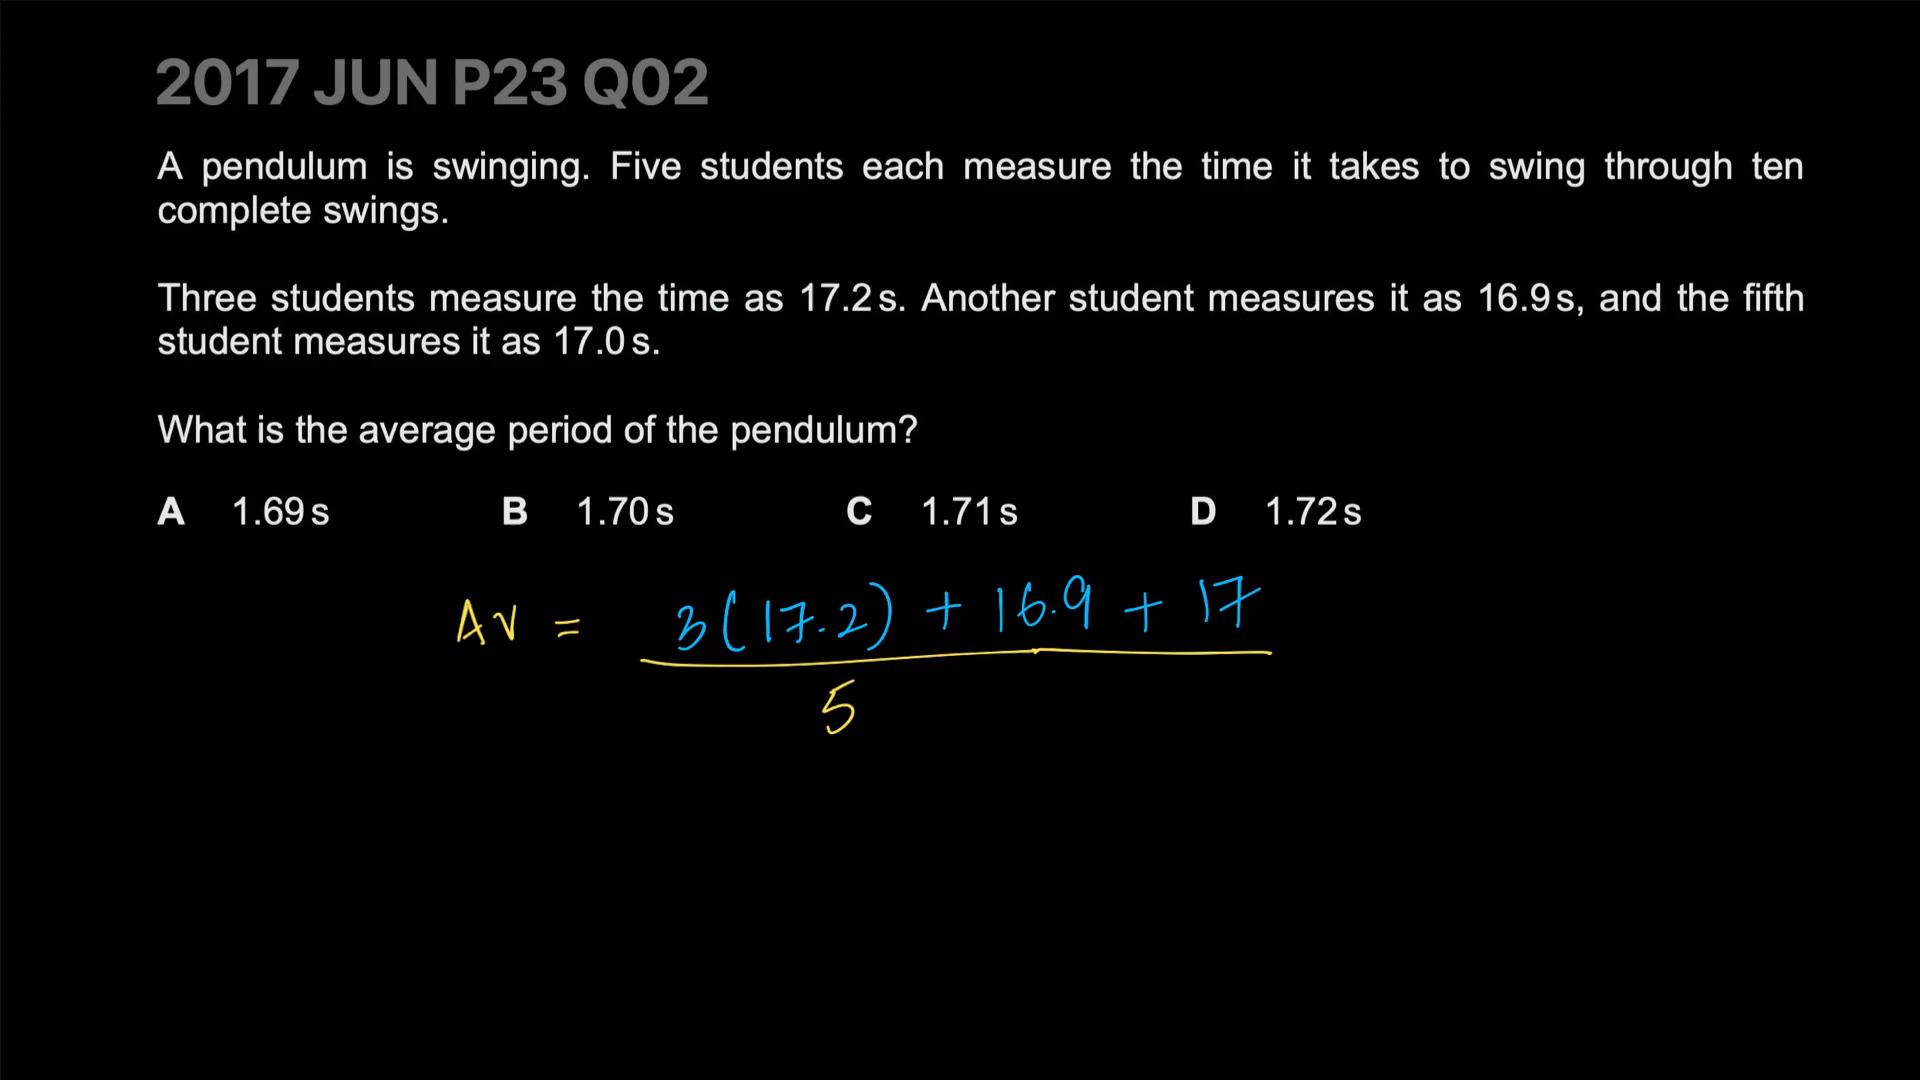 2017 JUN P23 Q02
A pendulum is swinging. Five students each measure the time it takes to swing through ten
complete swings.
Three students measure the time as 17.2 s. Another student measures it as 16.9 s, and the fifth
student measures it as 17.0 s.
What is the average period of the pendulum?
A 1.69 s B 1.70 s C 1.71 s D 1.72 s
AV = 3(17.2) + 16.9 + 17
5